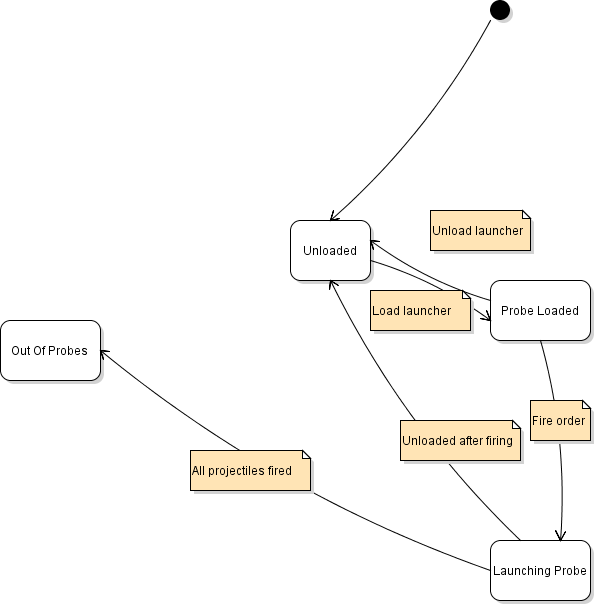 Unload launcher
Unloaded
Load launcher
Probe Loaded
Out Of Probes
Fire order
Unloaded after firing
All projectiles fired
Launching Probe